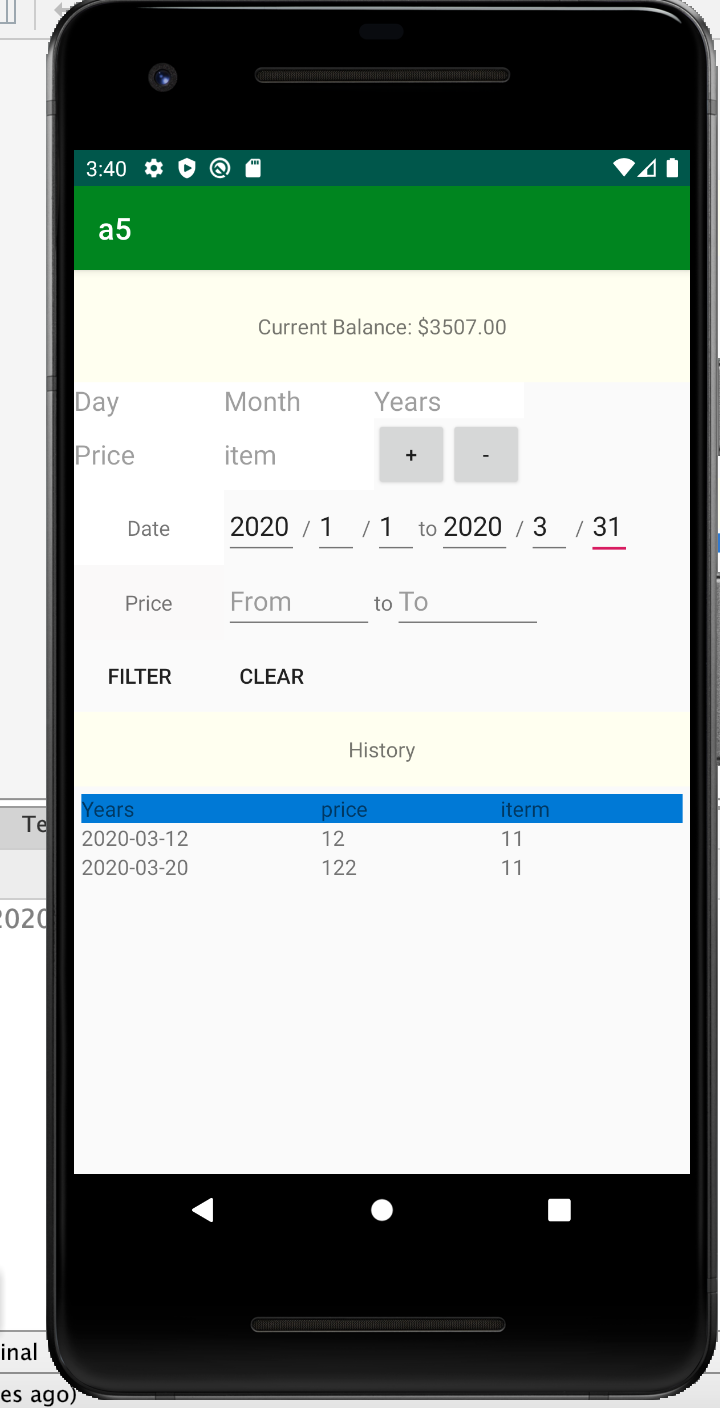 3:40
a5
Current Balance: $3507.00
Day Month Years
Price item + -
Date 2020 / 1 / 1 to 2020 / 3 / 31
Price From to To
FILTER CLEAR
History
Years price iterm
Te
2020-03-12 12 11
2020-03-20 122 11
2020
inal
es ago)